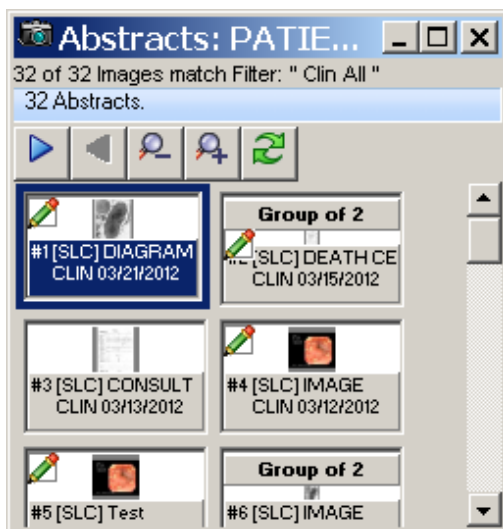 Abstracts: PATIE...
32 of 32 Images match Filter: " Clin All "
32 Abstracts.
#1 [SLC] DIAGRAM
CLIN 03/21/2012
Group of 2
[SLC] DEATH CE
CLIN 03/15/2012
#3 [SLC] CONSULT
CLIN 03/13/2012
#4 [SLC] IMAGE
CLIN 03/12/2012
#5 [SLC] Test
Group of 2
#6 [SLC] IMAGE